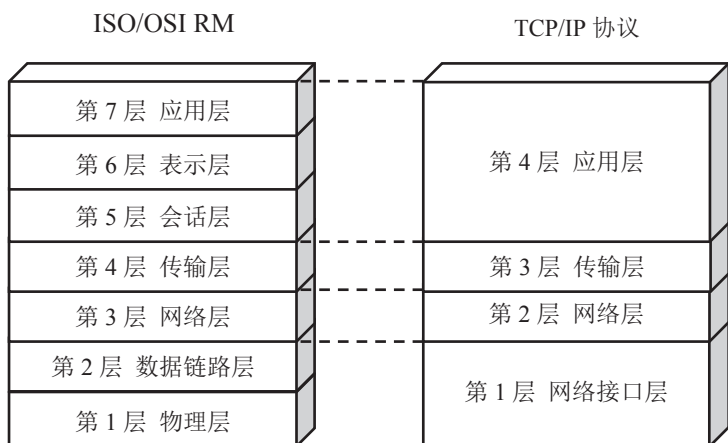 ISO/OSI RM
TCP/IP 协议
第 7 层 应用层
第 6 层 表示层
第 5 层 会话层
第 4 层 传输层
第 3 层 网络层
第 2 层 数据链路层
第 1 层 物理层
第 4 层 应用层
第 3 层 传输层
第 2 层 网络层
第 1 层 网络接口层